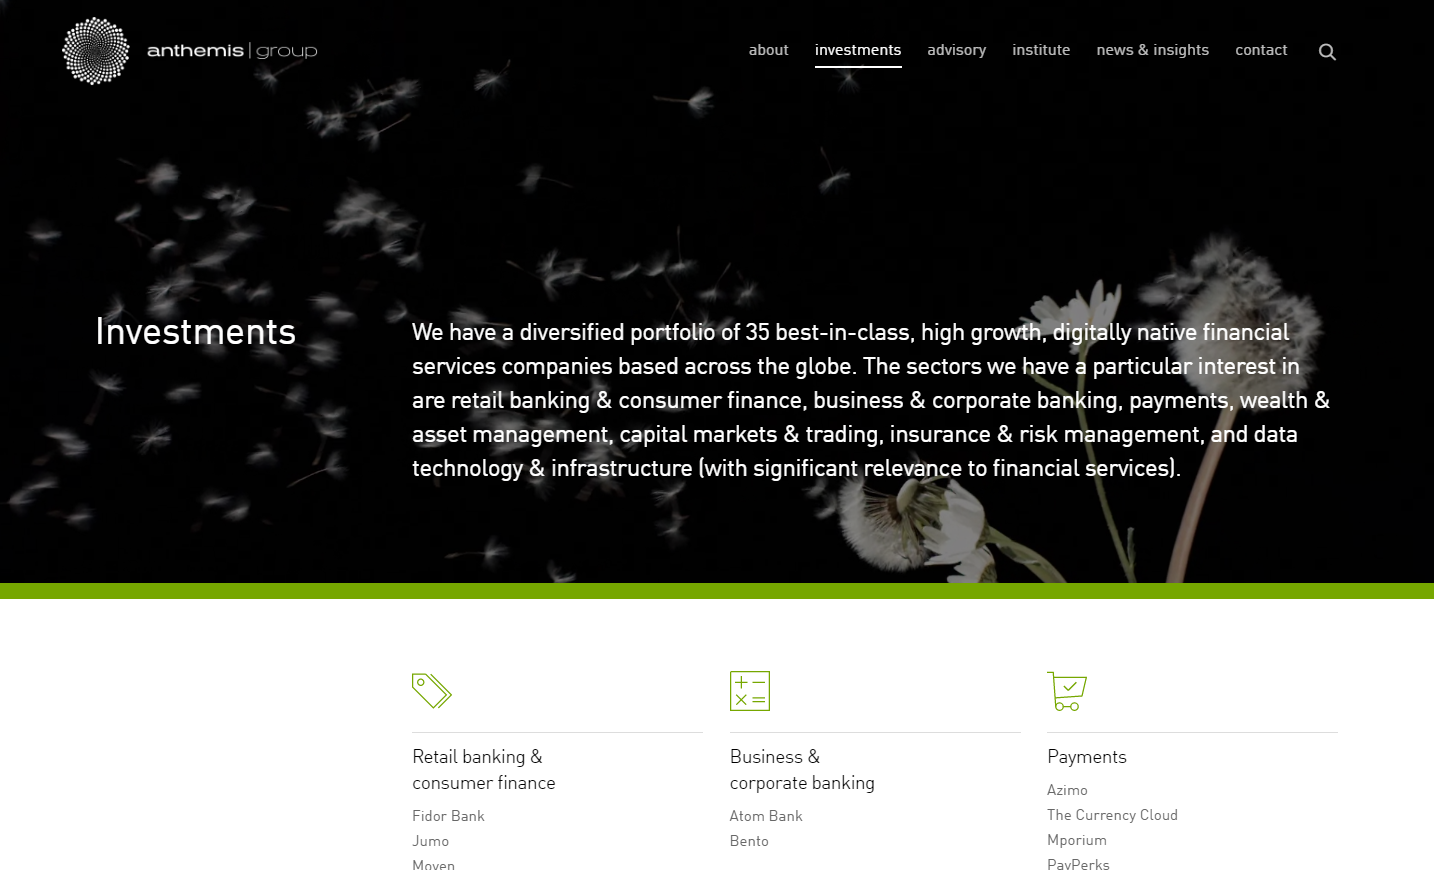 anthemis | group
about
investments
advisory
institute
news & insights
contact
Investments
We have a diversified portfolio of 35 best-in-class, high growth, digitally native financial
services companies based across the globe. The sectors we have a particular interest in
are retail banking & consumer finance, business & corporate banking, payments, wealth &
asset management, capital markets & trading, insurance & risk management, and data
technology & infrastructure (with significant relevance to financial services).
Retail banking &
consumer finance
Fidor Bank
Jumo
Moven
Business &
corporate banking
Atom Bank
Bento
Payments
Azimo
The Currency Cloud
Mporium
PayPerks